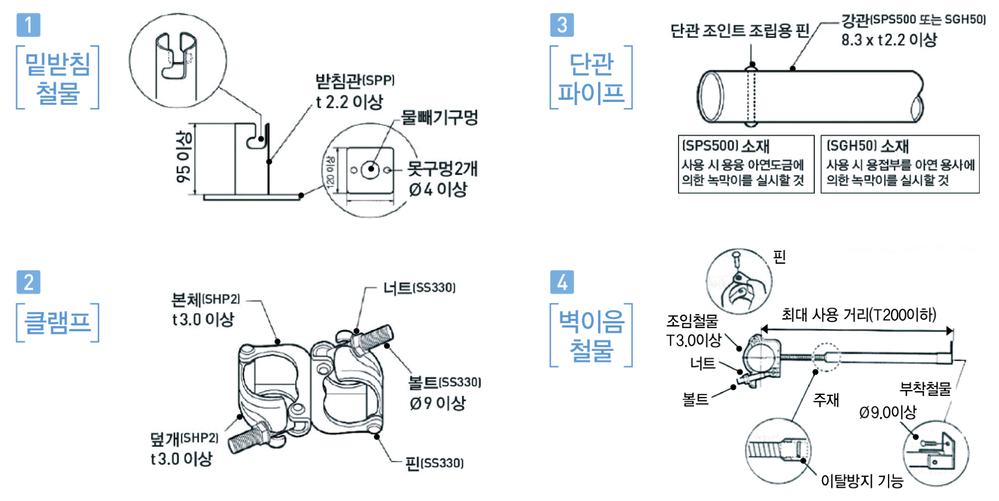 1
밑받침
철물
받침관(SPP)
t 2.2 이상
물빼기구멍
95 이상
120 이상
못구멍2개
Ø4 이상
2
클램프
본체(SHP2)
t3.0 이상
너트(SS330)
볼트(SS330)
Ø9 이상
덮개(SHP2)
t3.0 이상
핀(SS330)
3
단관
파이프
단관 조인트 조립용 핀
강관(SPS500 또는 SGH50)
8.3 x t2.2 이상
(SPS500) 소재
사용 시 용융 아연도금에
의한 녹막이를 실시할 것
(SGH50) 소재
사용 시 용접부를 아연 용사에
의한 녹막이를 실시할 것
4
벽이음
철물
핀
조임철물
T3.0이상
최대 사용 거리(T200이하)
너트
볼트
주재
부착철물
Ø9.0이상
이탈방지 기능